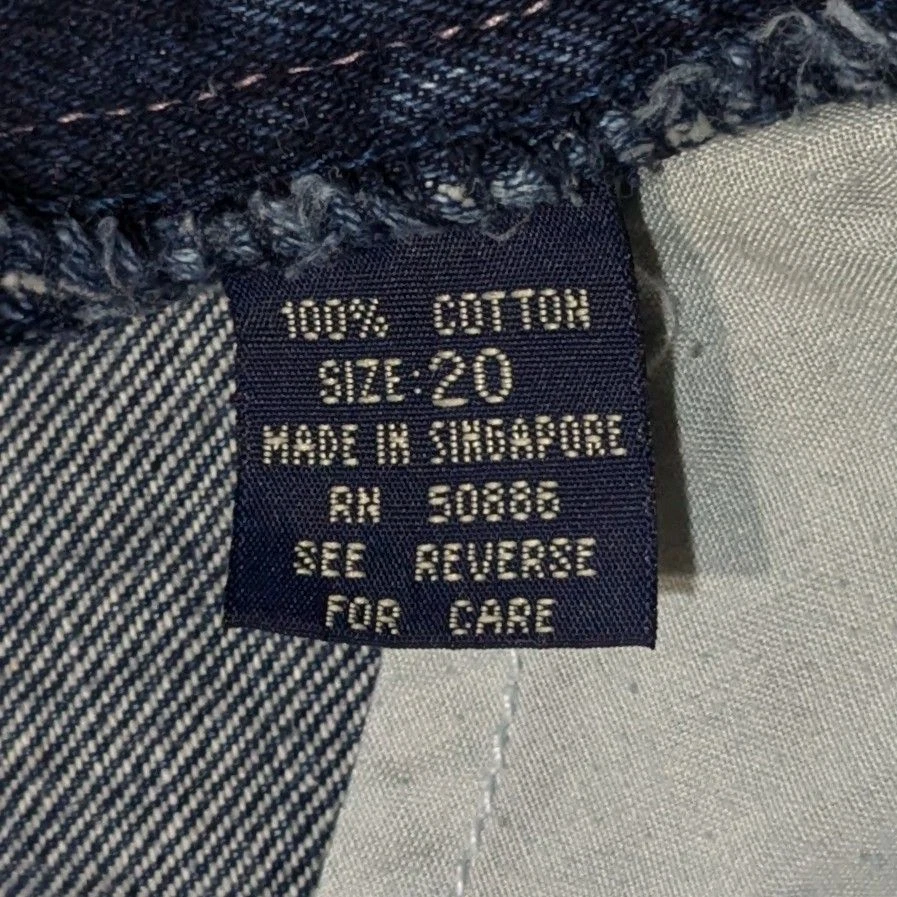 100% COTTON
SIZE:20
MADE IN SINGAPORE
RN 50886
SEE REVERSE
FOR CARE